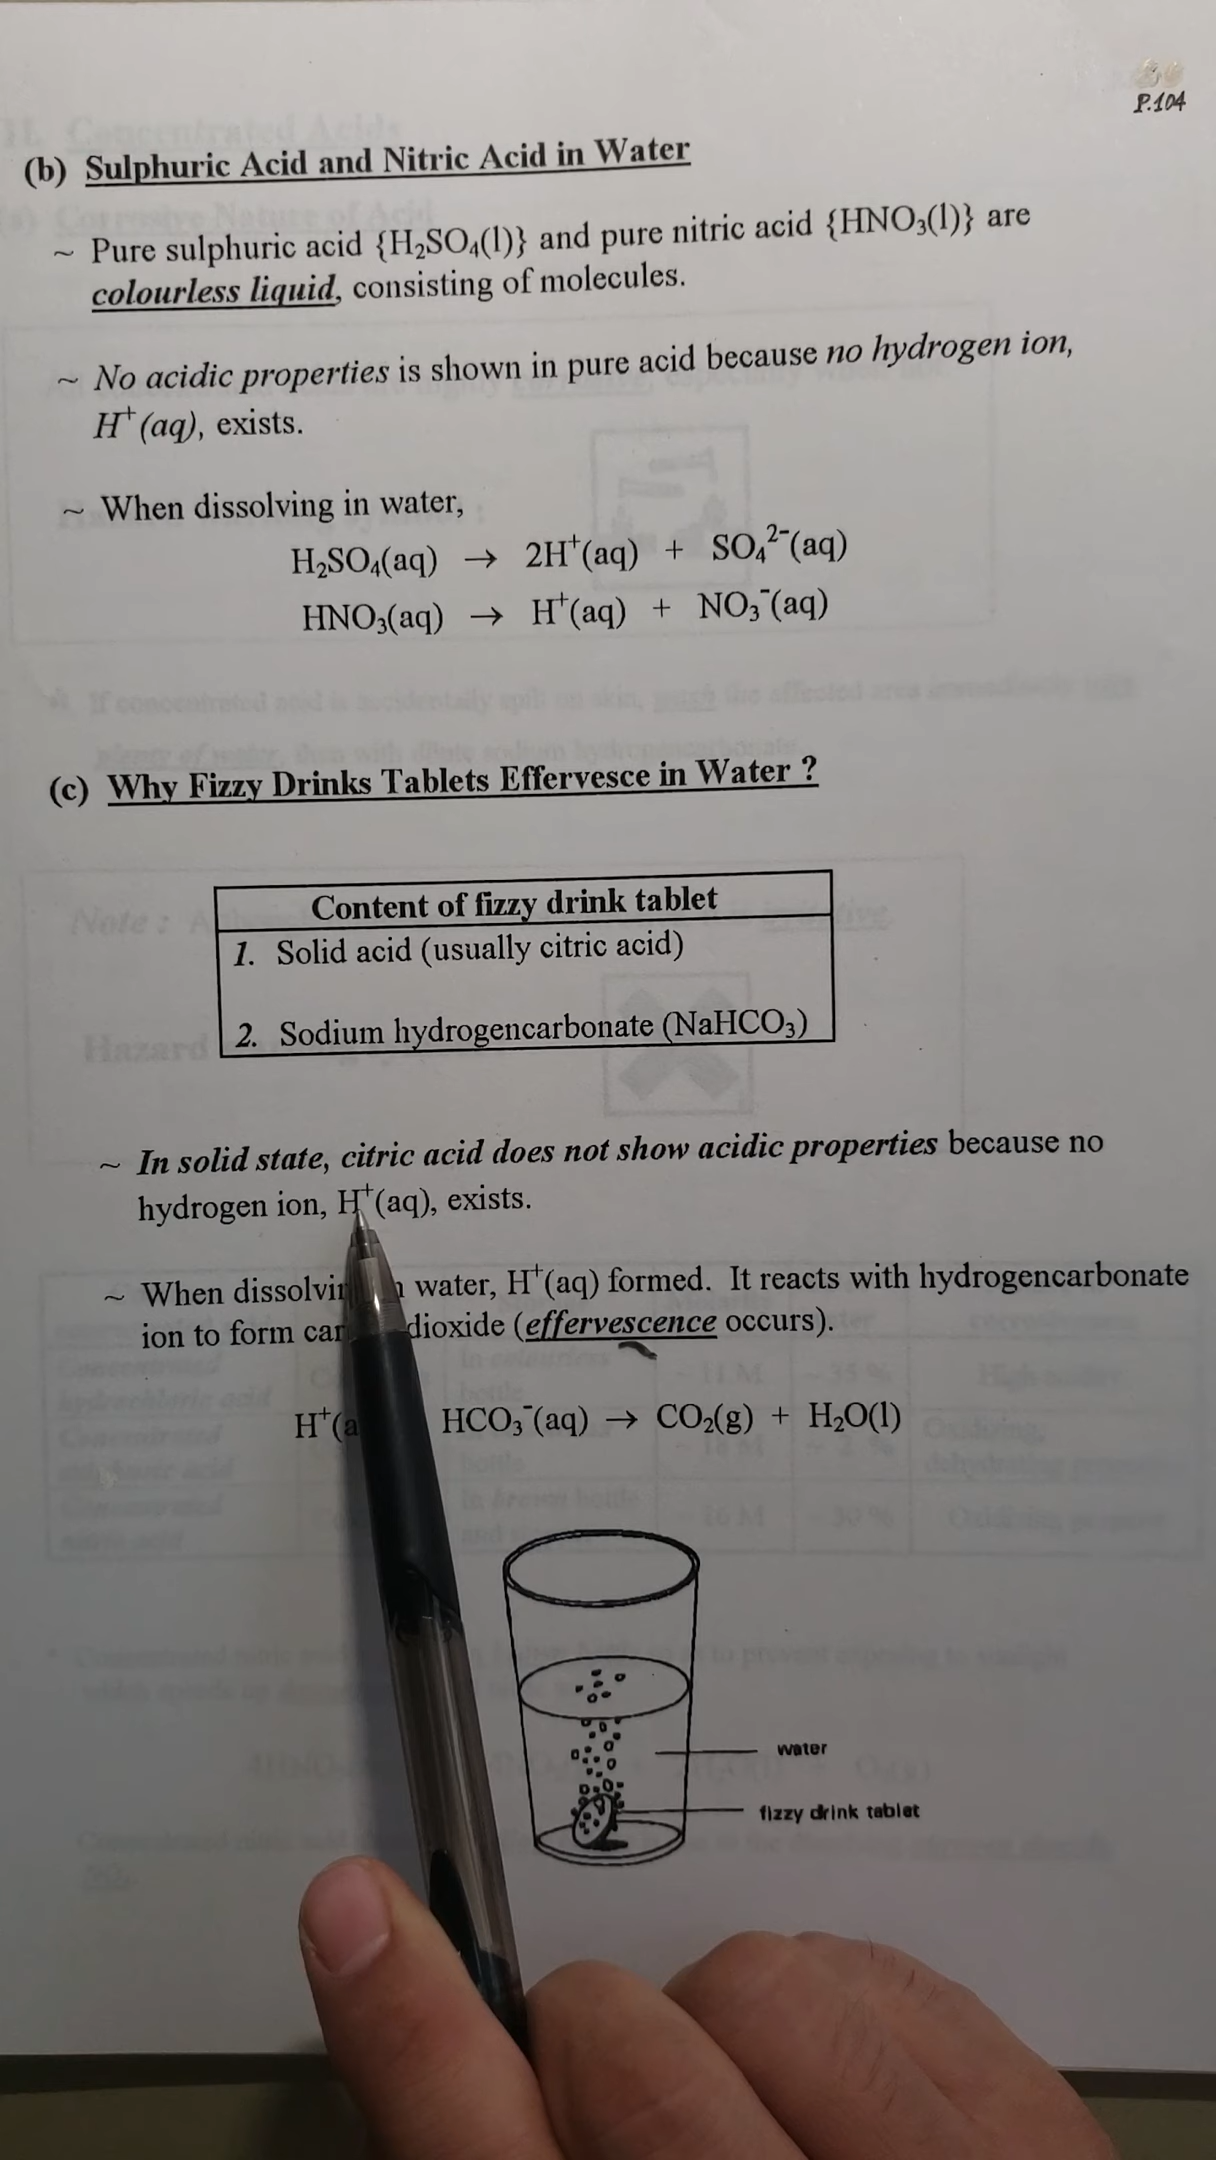 P.104
(b) Sulphuric Acid and Nitric Acid in Water
~ Pure sulphuric acid {H₂SO₄(l)} and pure nitric acid {HNO₃(l)} are
colourless liquid, consisting of molecules.
~ No acidic properties is shown in pure acid because no hydrogen ion,
H⁺(aq), exists.
~ When dissolving in water,
H₂SO₄(aq) → 2H⁺(aq) + SO₄²⁻(aq)
HNO₃(aq) → H⁺(aq) + NO₃⁻(aq)
(c) Why Fizzy Drinks Tablets Effervesce in Water ?
Content of fizzy drink tablet
1. Solid acid (usually citric acid)
2. Sodium hydrogencarbonate (NaHCO₃)
~ In solid state, citric acid does not show acidic properties because no
hydrogen ion, H⁺(aq), exists.
~ When dissolvin water, H⁺(aq) formed. It reacts with hydrogencarbonate
ion to form car dioxide (effervescence occurs).
H⁺(a HCO₃⁻(aq) → CO₂(g) + H₂O(l)
water
fizzy drink tablet